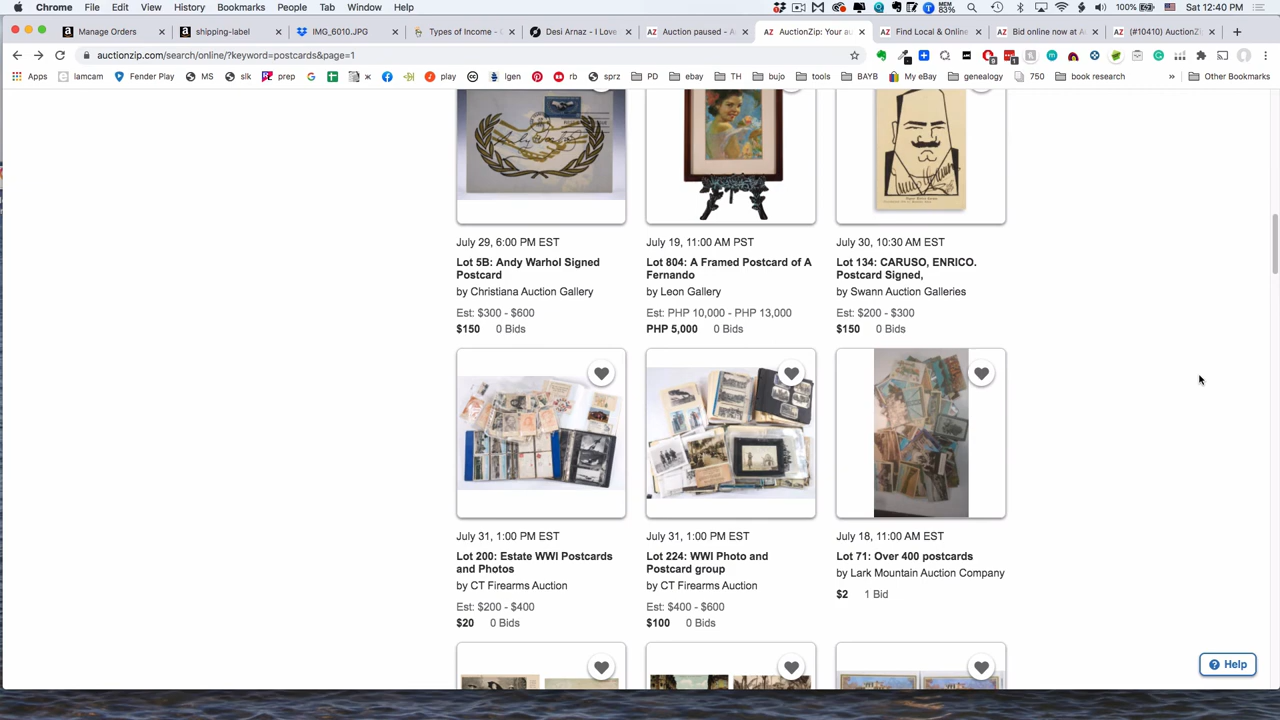 Chrome File Edit View History Bookmarks People Tab Window Help MEM 83% 100% Sat 12:40 PM
Manage Orders shipping-label IMG_6010.JPG Types of Income - C Desi Arnaz - I Love Auction paused - A AuctionZip: Your au Find Local & Online Bid online now at A (#10410) AuctionZ
auctionzip.com/search/online/?keyword=postcards&page=1
Apps iamcam Fender Play MS slk prep play lgen rb sprz PD ebay TH bujo tools BAYB My eBay genealogy 750 book research » Other Bookmarks
July 29, 6:00 PM EST
Lot 5B: Andy Warhol Signed
Postcard
by Christiana Auction Gallery
Est: $300 - $600
$150 0 Bids
July 19, 11:00 AM PST
Lot 804: A Framed Postcard of A
Fernando
by Leon Gallery
Est: PHP 10,000 - PHP 13,000
PHP 5,000 0 Bids
July 30, 10:30 AM EST
Lot 134: CARUSO, ENRICO.
Postcard Signed,
by Swann Auction Galleries
Est: $200 - $300
$150 0 Bids
July 31, 1:00 PM EST
Lot 200: Estate WWI Postcards
and Photos
by CT Firearms Auction
Est: $200 - $400
$20 0 Bids
July 31, 1:00 PM EST
Lot 224: WWI Photo and
Postcard group
by CT Firearms Auction
Est: $400 - $600
$100 0 Bids
July 18, 11:00 AM EST
Lot 71: Over 400 postcards
by Lark Mountain Auction Company
$2 1 Bid
Help